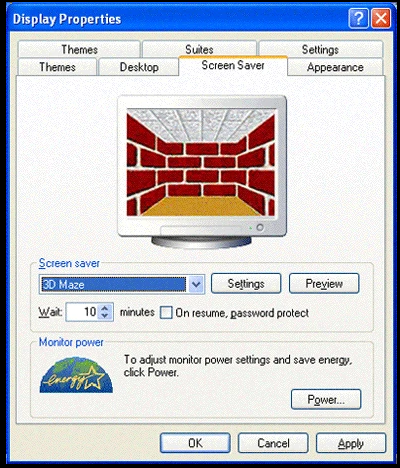 Display Properties
Themes Suites Settings
Themes Desktop Screen Saver Appearance
Screen saver
3D Maze Settings Preview
Wait: 10 minutes On resume, password protect
Monitor power
energy
To adjust monitor power settings and save energy,
click Power.
Power...
OK Cancel Apply